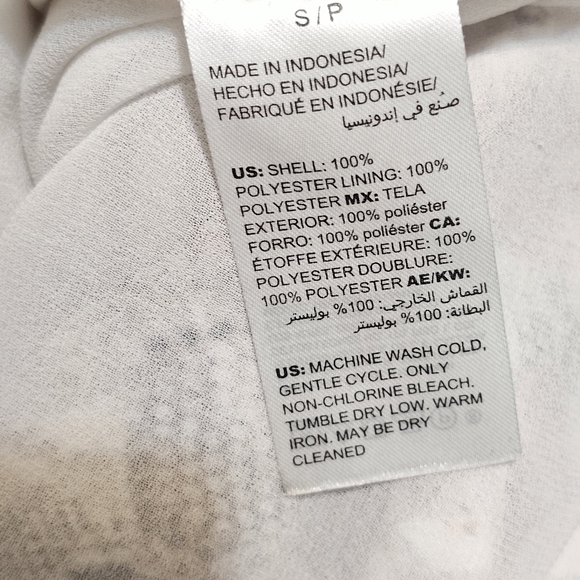 S / P
MADE IN INDONESIA/
HECHO EN INDONESIA/
FABRIQUÉ EN INDONÉSIE/
صنع في إندونيسيا
US: SHELL: 100%
POLYESTER LINING: 100%
POLYESTER MX: TELA
EXTERIOR: 100% poliéster
FORRO: 100% poliéster CA:
ÉTOFFE EXTÉRIEURE: 100%
POLYESTER DOUBLURE:
100% POLYESTER AE/KW:
القماش الخارجي: 100% بوليستر
البطانة: 100% بوليستر
US: MACHINE WASH COLD,
GENTLE CYCLE. ONLY
NON-CHLORINE BLEACH.
TUMBLE DRY LOW. WARM
IRON. MAY BE DRY
CLEANED